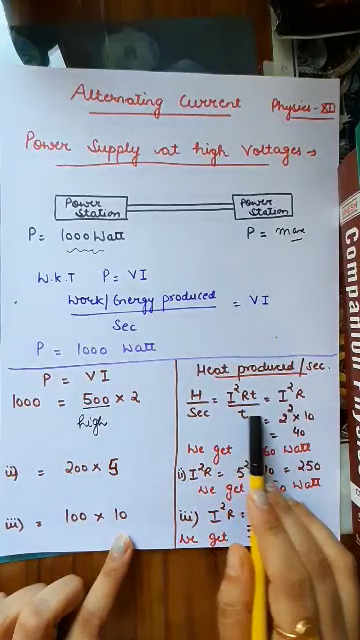 Alternating Current
Physics-XII
Power Supply at high Voltages→
Power Station
Power Station
P = 1000 Watt
P = max
W.K.T P = VI
Work/Energy produced = VI
Sec
P = 1000 Watt
P = VI
1000 = 500 × 2
high
ii) = 200 × 5
iii) = 100 × 10
Heat produced/sec.
H/Sec = I²Rt/t = I²R
= 2² × 10
= 40
We get 60 Watt
ii) I²R = 5² 10 = 250
We get Watt
iii) I²R =
We get =
Companion